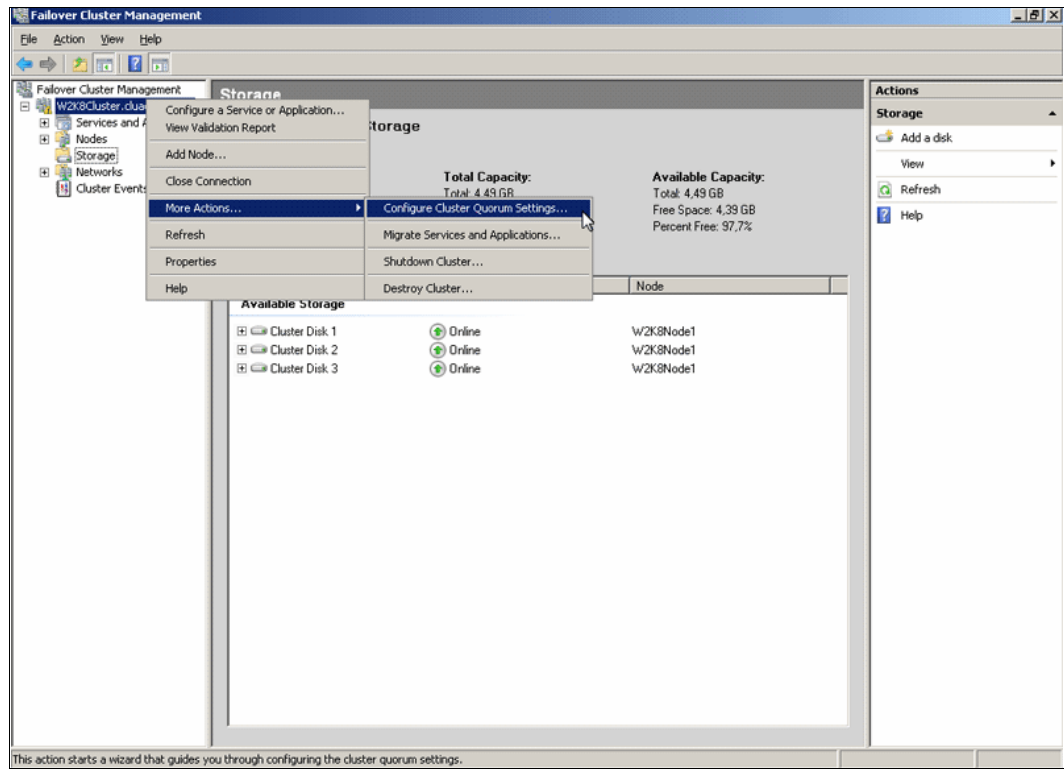 Failover Cluster Management
File Action View Help
Failover Cluster Management
W2K8Cluster.clua
Services and A
Nodes
Storage
Networks
Cluster Events
Configure a Service or Application...
View Validation Report
Add Node...
Close Connection
More Actions...
Refresh
Properties
Help
Configure Cluster Quorum Settings...
Migrate Services and Applications...
Shutdown Cluster...
Destroy Cluster...
Storage
Storage
Total Capacity:
Total: 4,49 GB
Available Capacity:
Total: 4,49 GB
Free Space: 4,39 GB
Percent Free: 97,7%
Node
Available Storage
Cluster Disk 1 Online W2K8Node1
Cluster Disk 2 Online W2K8Node1
Cluster Disk 3 Online W2K8Node1
Actions
Storage
Add a disk
View
Refresh
Help
This action starts a wizard that guides you through configuring the cluster quorum settings.